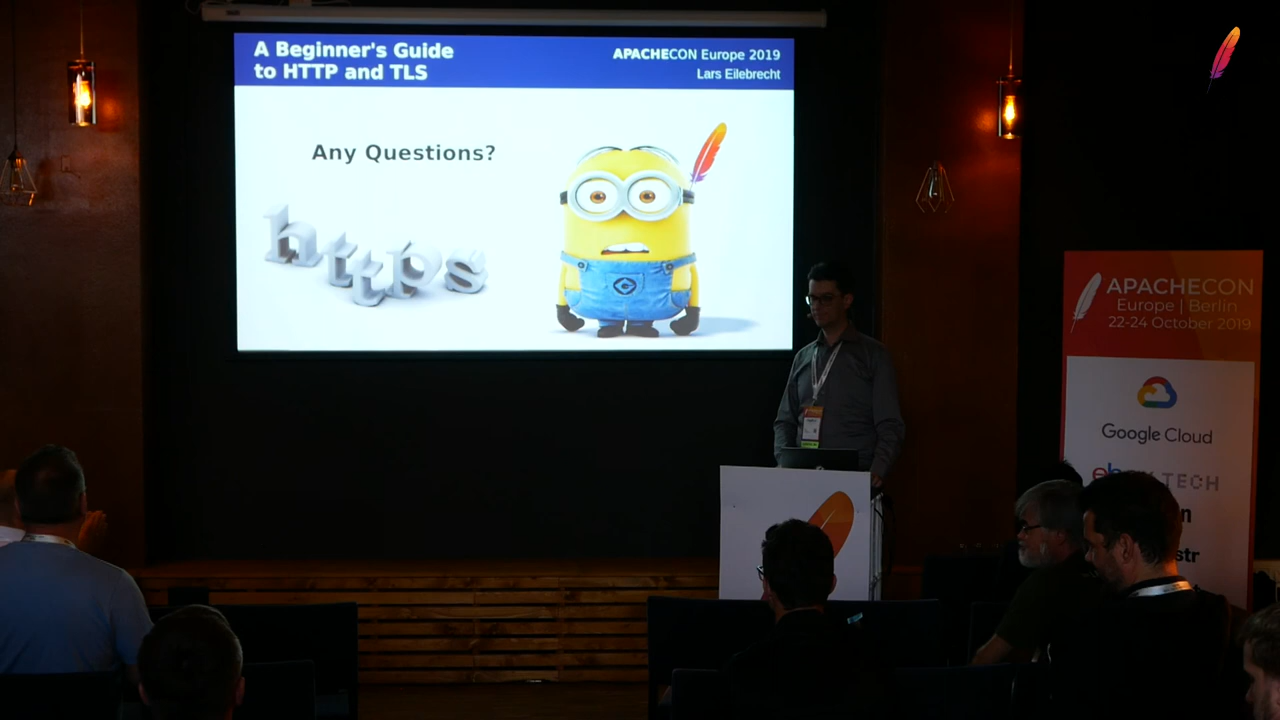 A Beginner's Guide
to HTTP and TLS
APACHECON Europe 2019
Lars Eilebrecht
Any Questions?
https
APACHECON
Europe | Berlin
22-24 October 2019
Google Cloud
TECH